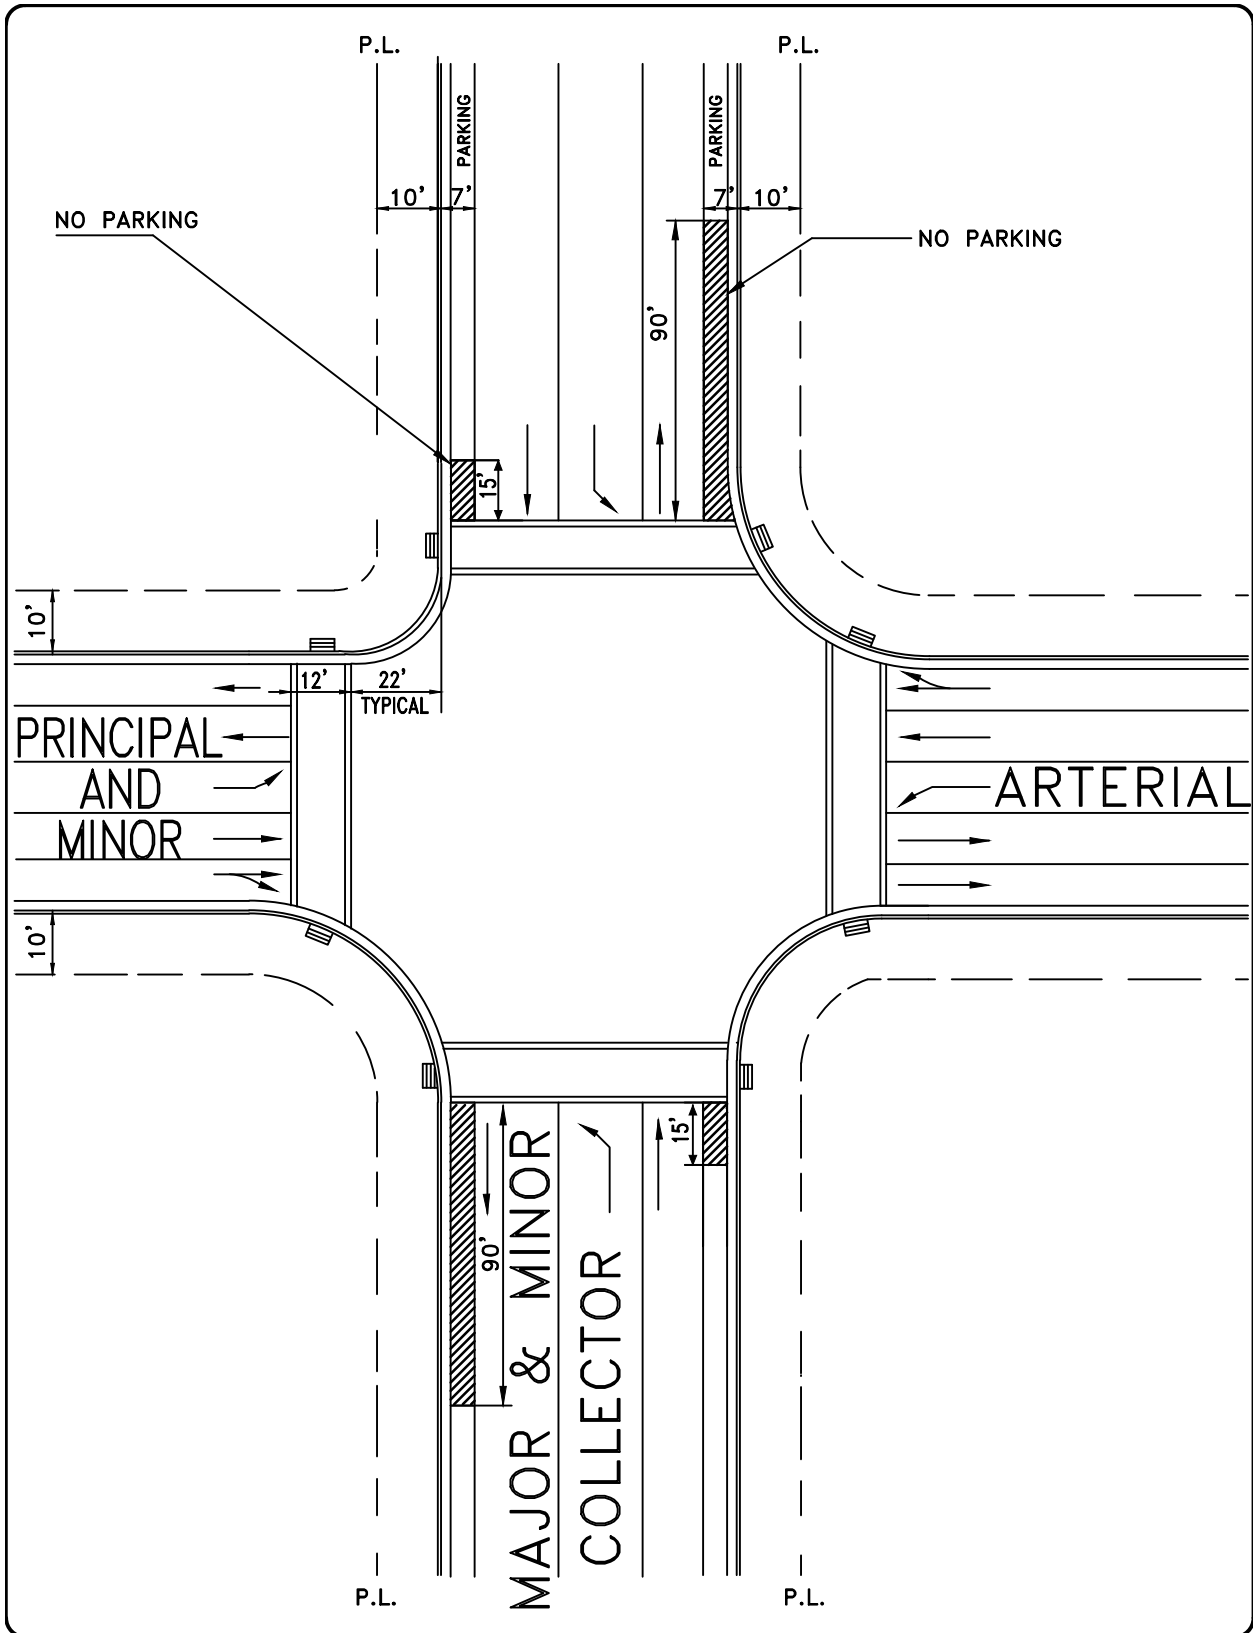 P.L.
P.L.
PARKING
PARKING
10'
7'
7'
10'
NO PARKING
NO PARKING
90'
15'
10'
12'
22'
TYPICAL
PRINCIPAL
AND
MINOR
ARTERIAL
10'
15'
90'
MAJOR & MINOR
COLLECTOR
P.L.
P.L.